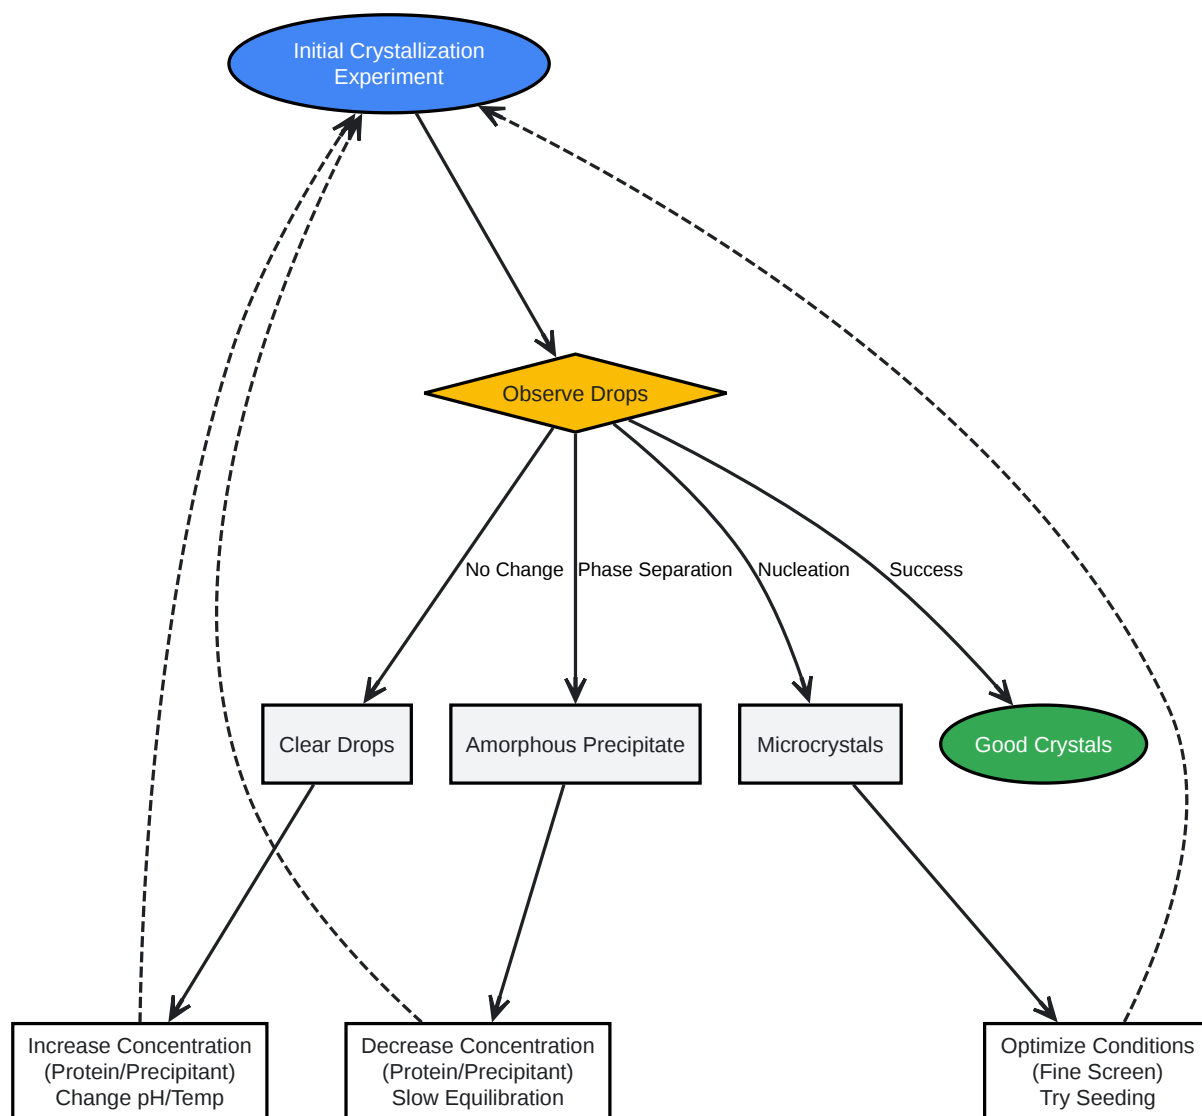 Initial Crystallization
Experiment
Observe Drops
No Change
Phase Separation
Nucleation
Success
Clear Drops
Amorphous Precipitate
Microcrystals
Good Crystals
Increase Concentration
(Protein/Precipitant)
Change pH/Temp
Decrease Concentration
(Protein/Precipitant)
Slow Equilibration
Optimize Conditions
(Fine Screen)
Try Seeding